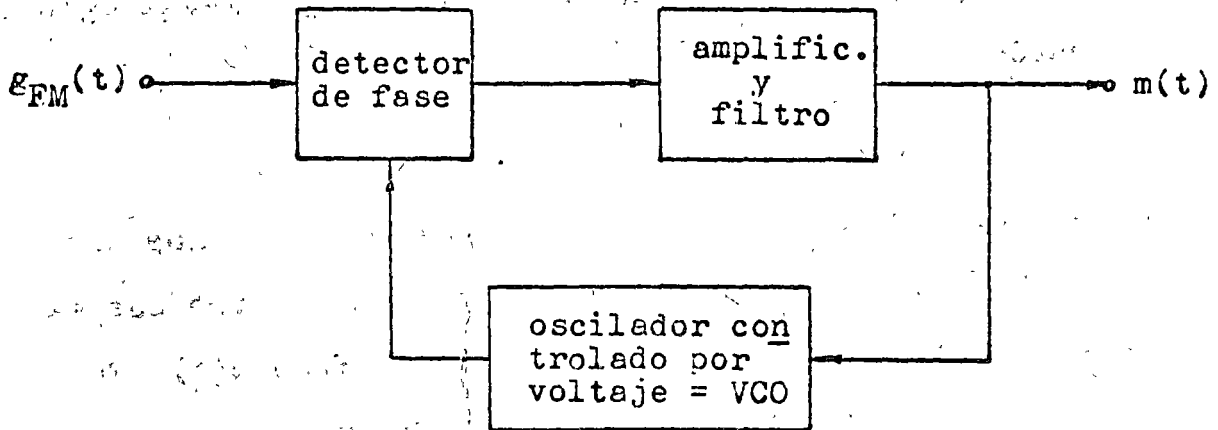 g_FM(t)
detector
de fase
amplific.
y
filtro
m(t)
oscilador con
trolado por
voltaje = VCO